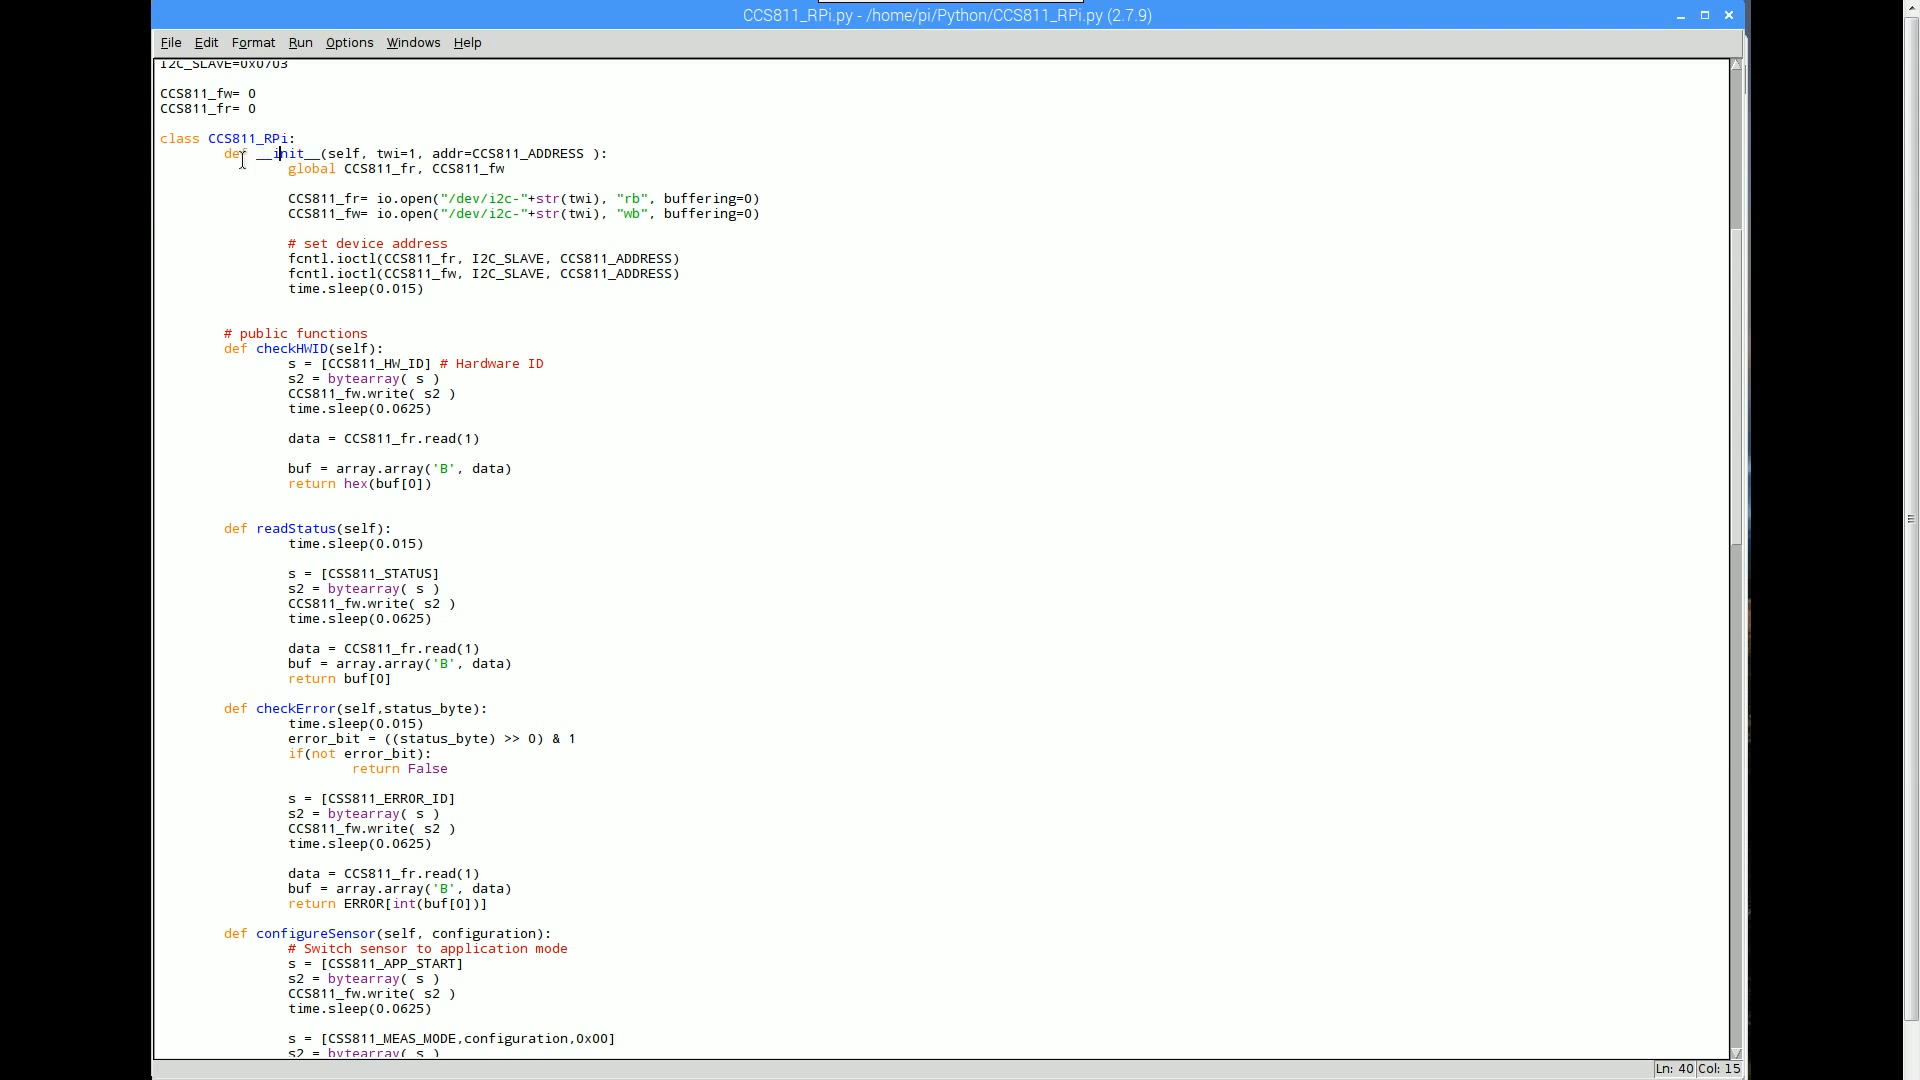 CCS811_RPi.py - /home/pi/Python/CCS811_RPi.py (2.7.9)
File Edit Format Run Options Windows Help
I2C_SLAVE=0x0703
CCS811_fw= 0
CCS811_fr= 0
class CCS811_RPi:
def __init__(self, twi=1, addr=CCS811_ADDRESS ):
global CCS811_fr, CCS811_fw
CCS811_fr= io.open("/dev/i2c-"+str(twi), "rb", buffering=0)
CCS811_fw= io.open("/dev/i2c-"+str(twi), "wb", buffering=0)
# set device address
fcntl.ioctl(CCS811_fr, I2C_SLAVE, CCS811_ADDRESS)
fcntl.ioctl(CCS811_fw, I2C_SLAVE, CCS811_ADDRESS)
time.sleep(0.015)
# public functions
def checkHWID(self):
s = [CCS811_HW_ID] # Hardware ID
s2 = bytearray( s )
CCS811_fw.write( s2 )
time.sleep(0.0625)
data = CCS811_fr.read(1)
buf = array.array('B', data)
return hex(buf[0])
def readStatus(self):
time.sleep(0.015)
s = [CSS811_STATUS]
s2 = bytearray( s )
CCS811_fw.write( s2 )
time.sleep(0.0625)
data = CCS811_fr.read(1)
buf = array.array('B', data)
return buf[0]
def checkError(self,status_byte):
time.sleep(0.015)
error_bit = ((status_byte) >> 0) & 1
if(not error_bit):
return False
s = [CSS811_ERROR_ID]
s2 = bytearray( s )
CCS811_fw.write( s2 )
time.sleep(0.0625)
data = CCS811_fr.read(1)
buf = array.array('B', data)
return ERROR[int(buf[0])]
def configureSensor(self, configuration):
# Switch sensor to application mode
s = [CSS811_APP_START]
s2 = bytearray( s )
CCS811_fw.write( s2 )
time.sleep(0.0625)
s = [CSS811_MEAS_MODE,configuration,0x00]
s2 = bytearray( s )
Ln: 40 Col: 15